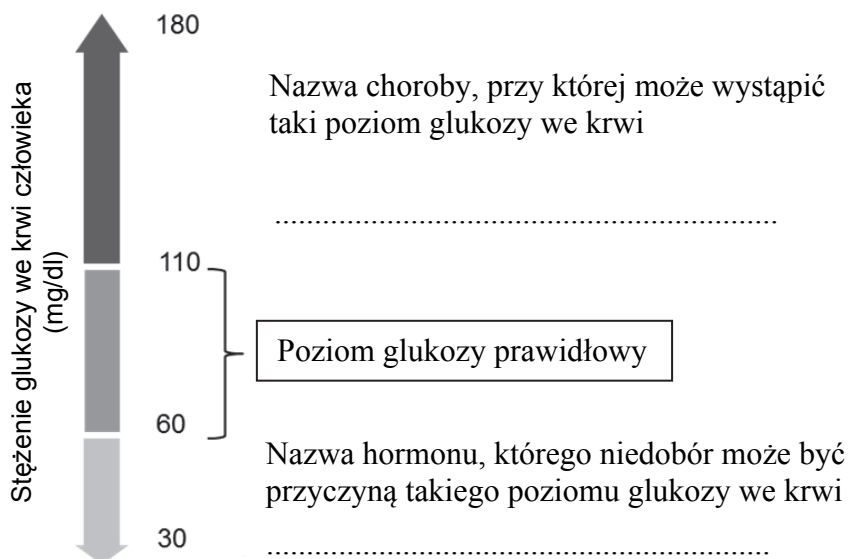 180
Nazwa choroby, przy której może wystąpić
taki poziom glukozy we krwi
..............................................................
110
Poziom glukozy prawidłowy
60
Nazwa hormonu, którego niedobór może być
przyczyną takiego poziomu glukozy we krwi
30
.................................................................
Stężenie glukozy we krwi człowieka
(mg/dl)